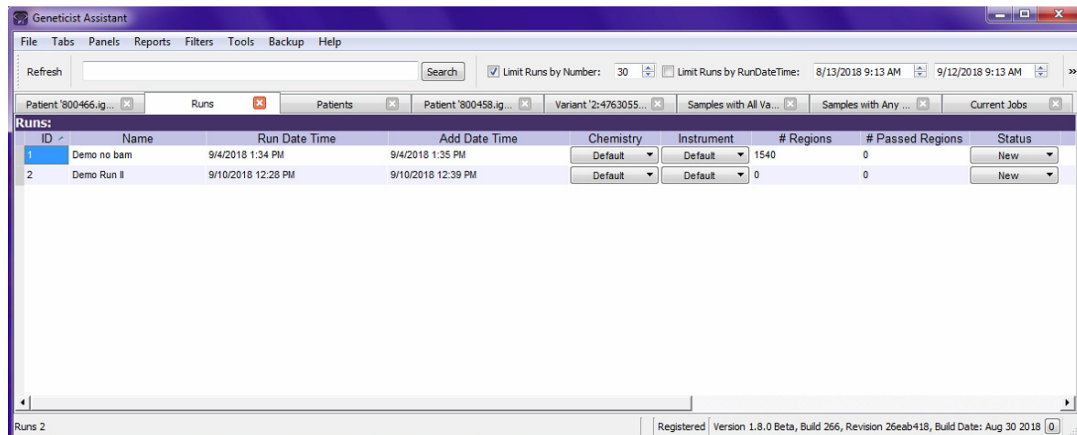 Geneticist Assistant
File Tabs Panels Reports Filters Tools Backup Help
Refresh Search Limit Runs by Number: 30 Limit Runs by RunDateTime: 8/13/2018 9:13 AM 9/12/2018 9:13 AM »
Patient '800466.ig... Runs Patients Patient '800458.ig... Variant '2:4763055... Samples with All Va... Samples with Any ... Current Jobs
Runs:
ID Name Run Date Time Add Date Time Chemistry Instrument # Regions # Passed Regions Status
1 Demo no bam 9/4/2018 1:34 PM 9/4/2018 1:35 PM Default Default 1540 0 New
2 Demo Run II 9/10/2018 12:28 PM 9/10/2018 12:39 PM Default Default 0 0 New
Runs 2 Registered Version 1.8.0 Beta, Build 266, Revision 26eab418, Build Date: Aug 30 2018 0